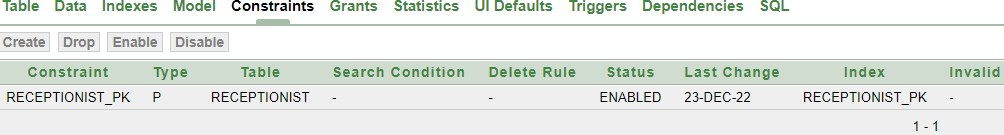 Table Data Indexes Model Constraints Grants Statistics UI Defaults Triggers Dependencies SQL
Create Drop Enable Disable
Constraint Type Table Search Condition Delete Rule Status Last Change Index Invalid
RECEPTIONIST_PK P RECEPTIONIST - - ENABLED 23-DEC-22 RECEPTIONIST_PK -
1 - 1